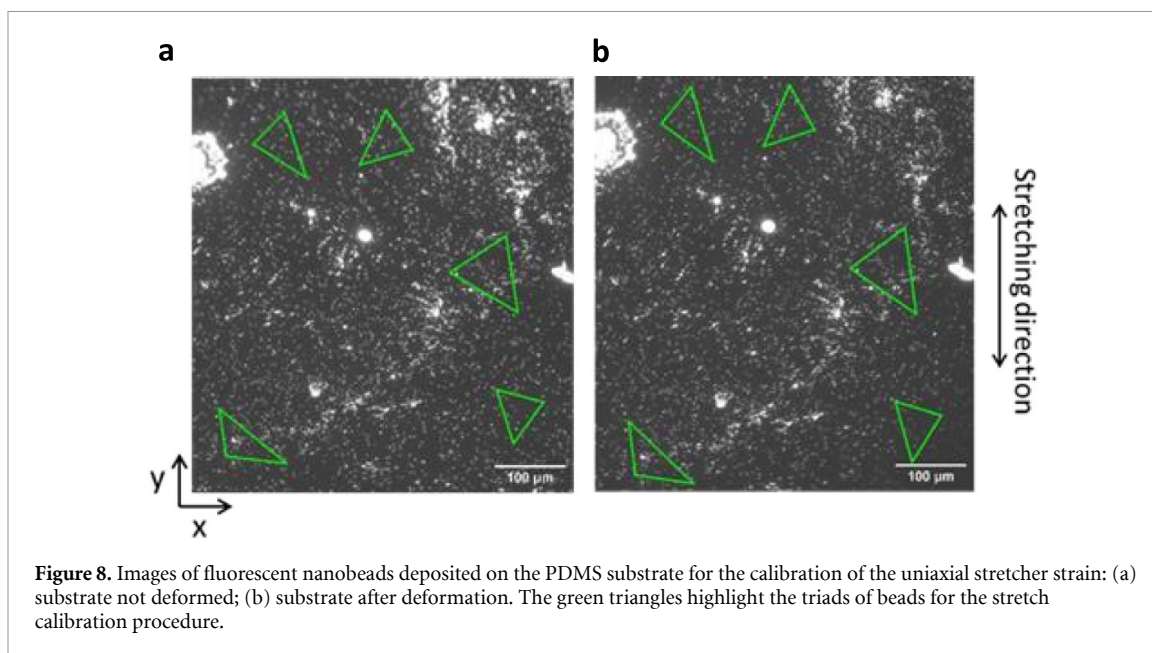 a
b
Stretching direction
y
x
100 μm
100 μm
Figure 8. Images of fluorescent nanobeads deposited on the PDMS substrate for the calibration of the uniaxial stretcher strain: (a)
substrate not deformed; (b) substrate after deformation. The green triangles highlight the triads of beads for the stretch
calibration procedure.